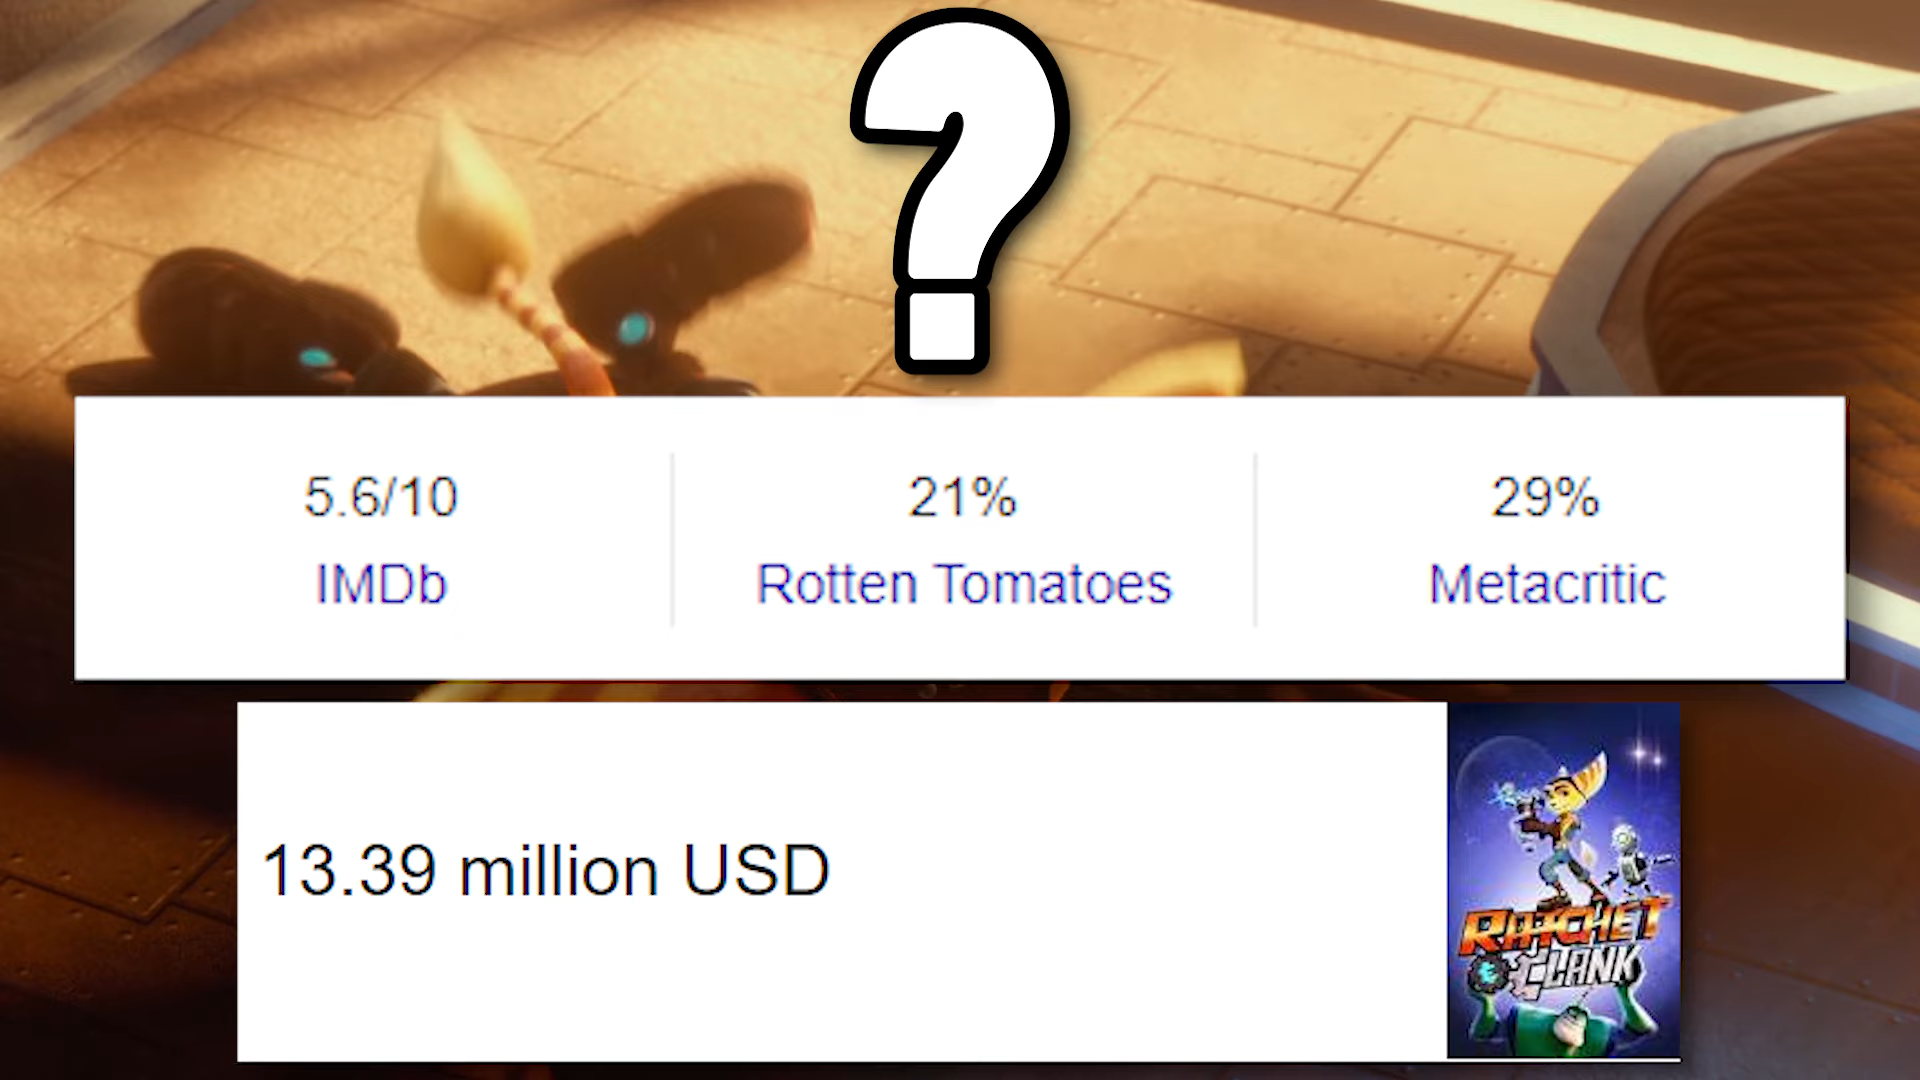 ?
5.6/10
21%
29%
IMDb
Rotten Tomatoes
Metacritic
13.39 million USD
RATCHET
CLANK